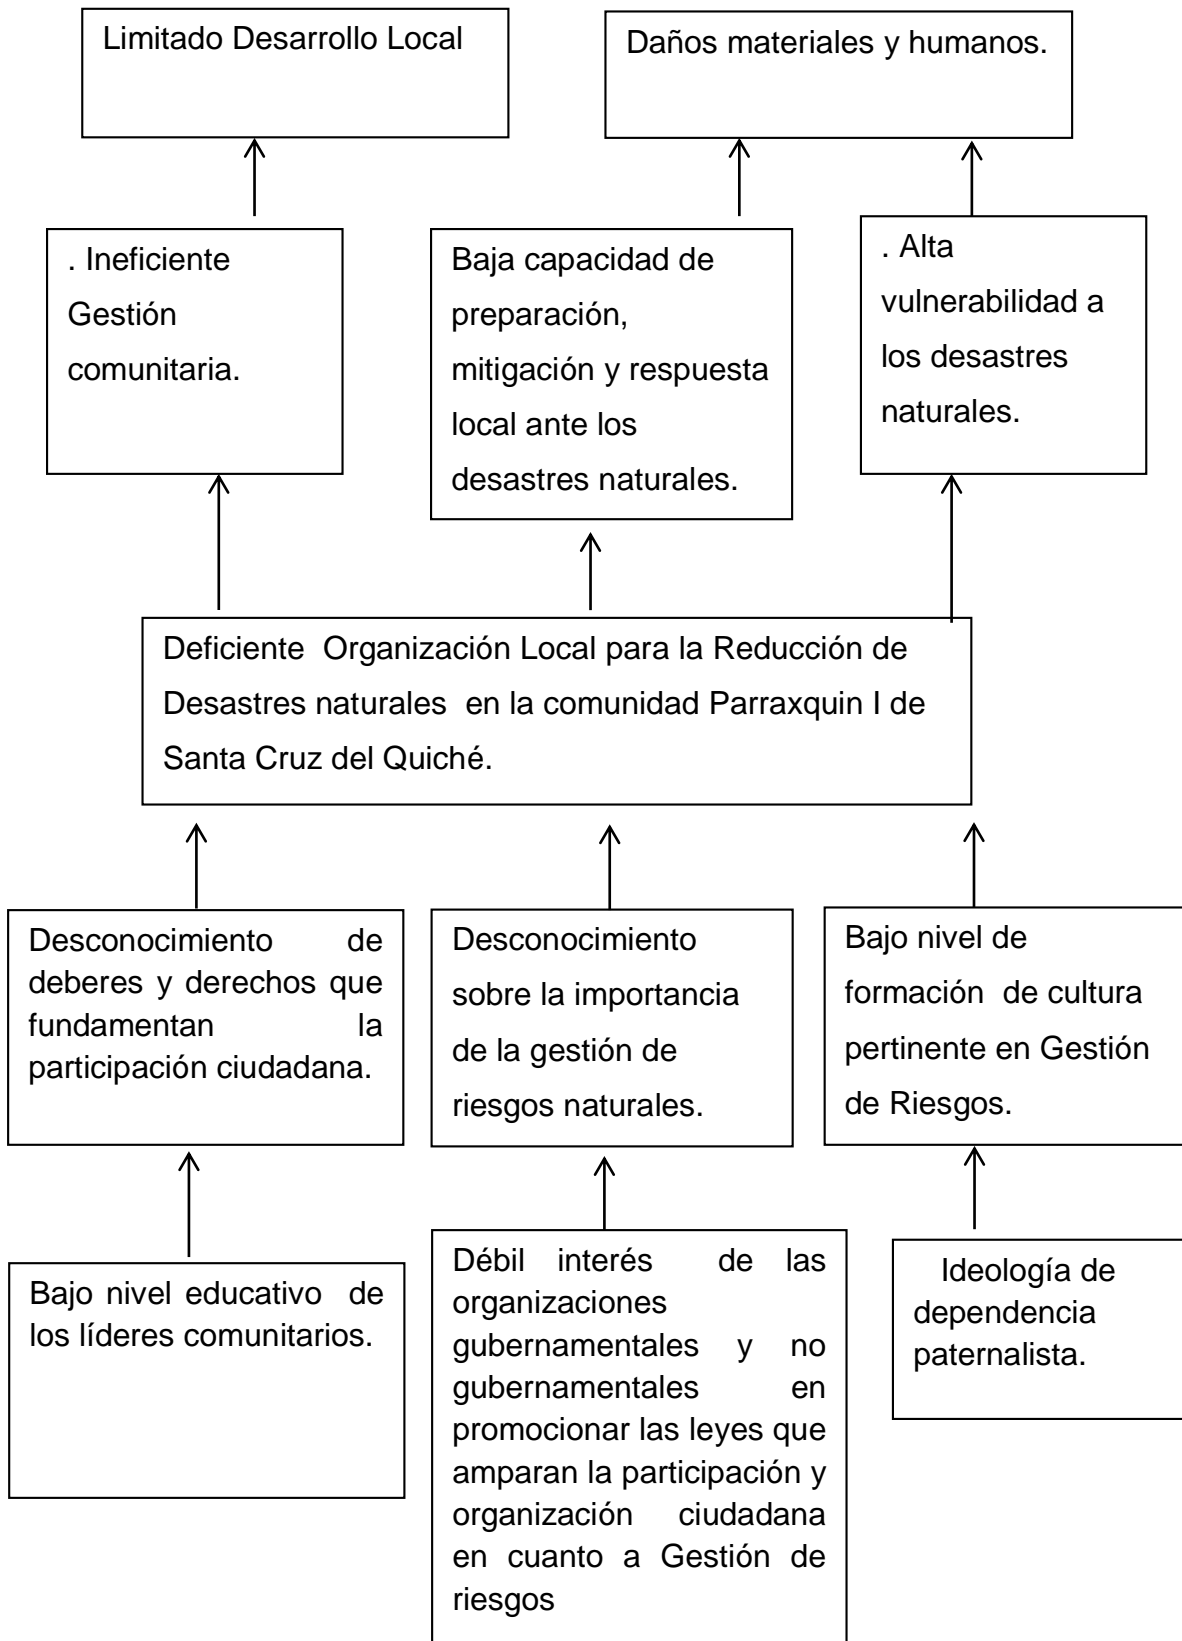 Limitado Desarrollo Local
Daños materiales y humanos.
. Ineficiente
Gestión
comunitaria.
Baja capacidad de
preparación,
mitigación y respuesta
local ante los
desastres naturales.
. Alta
vulnerabilidad a
los desastres
naturales.
Deficiente Organización Local para la Reducción de
Desastres naturales en la comunidad Parraxquin I de
Santa Cruz del Quiché.
Desconocimiento de
deberes y derechos que
fundamentan la
participación ciudadana.
Desconocimiento
sobre la importancia
de la gestión de
riesgos naturales.
Bajo nivel de
formación de cultura
pertinente en Gestión
de Riesgos.
Bajo nivel educativo de
los líderes comunitarios.
Débil interés de las
organizaciones
gubernamentales y no
gubernamentales en
promocionar las leyes que
amparan la participación y
organización ciudadana
en cuanto a Gestión de
riesgos
Ideología de
dependencia
paternalista.